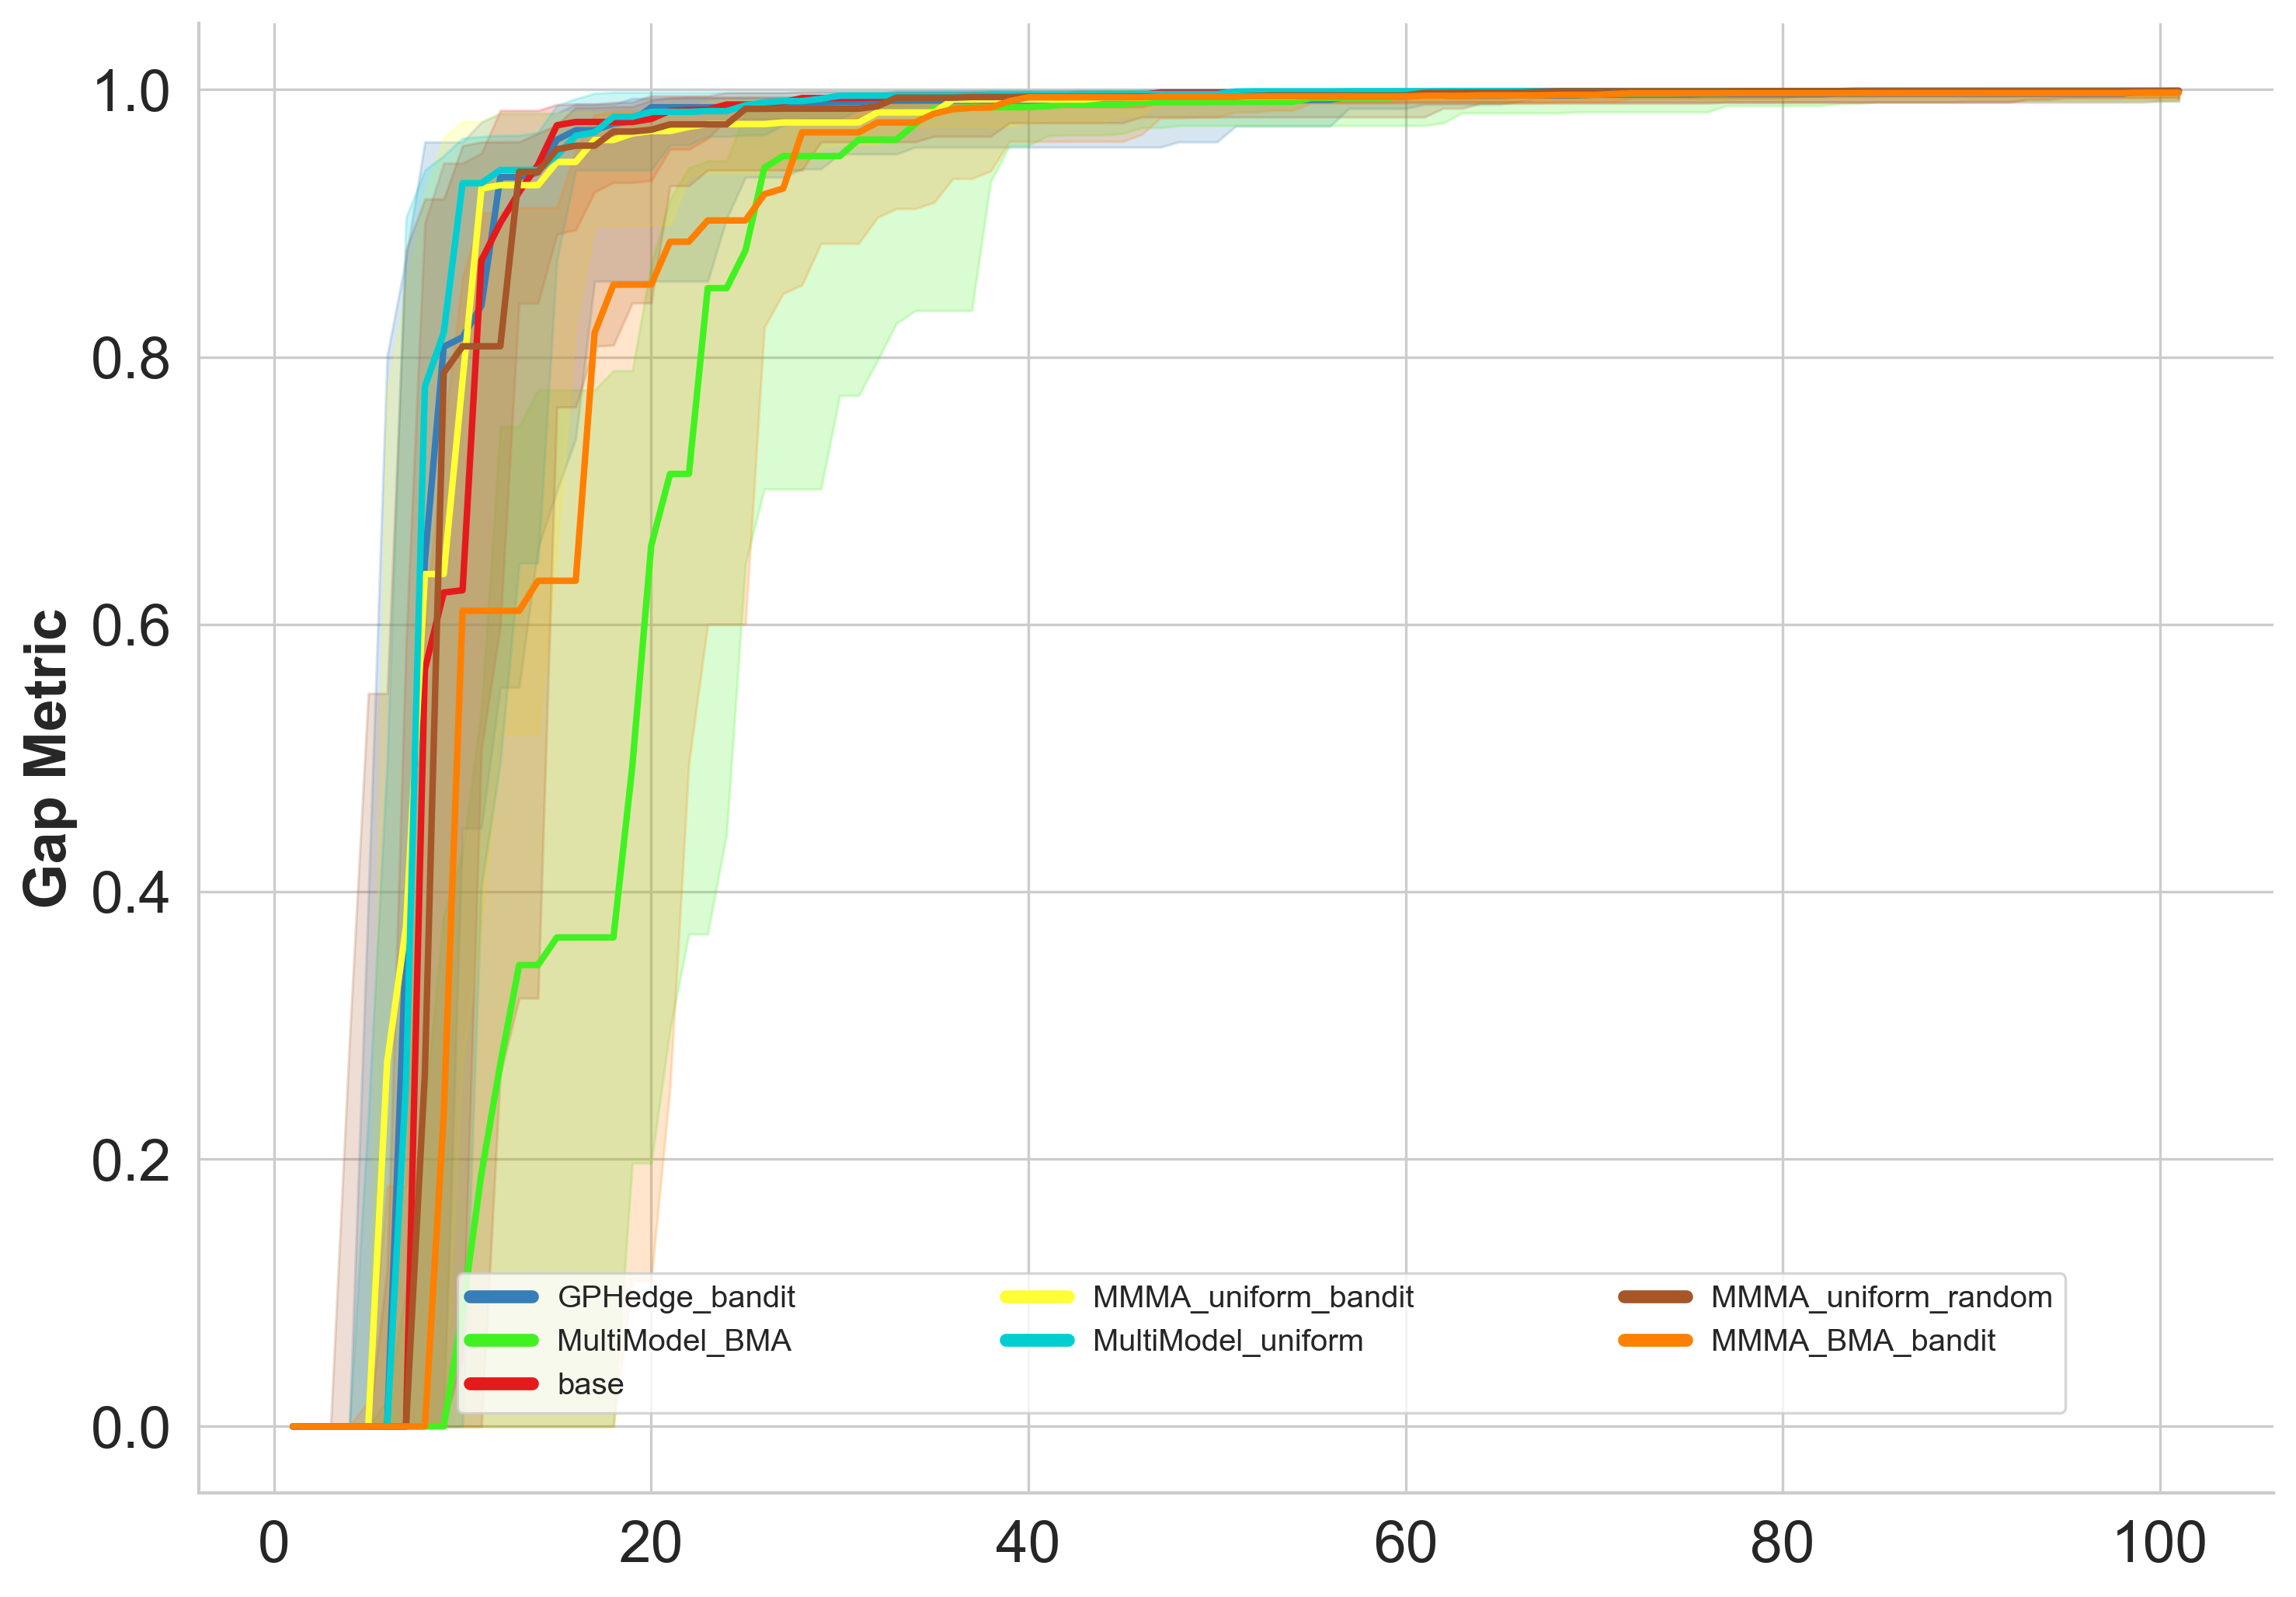 1.0
0.8
0.6
0.4
0.2
0.0
Gap Metric
GPHedge_bandit
MultiModel_BMA
base
MMMA_uniform_bandit
MultiModel_uniform
MMMA_uniform_random
MMMA_BMA_bandit
0 20 40 60 80 100